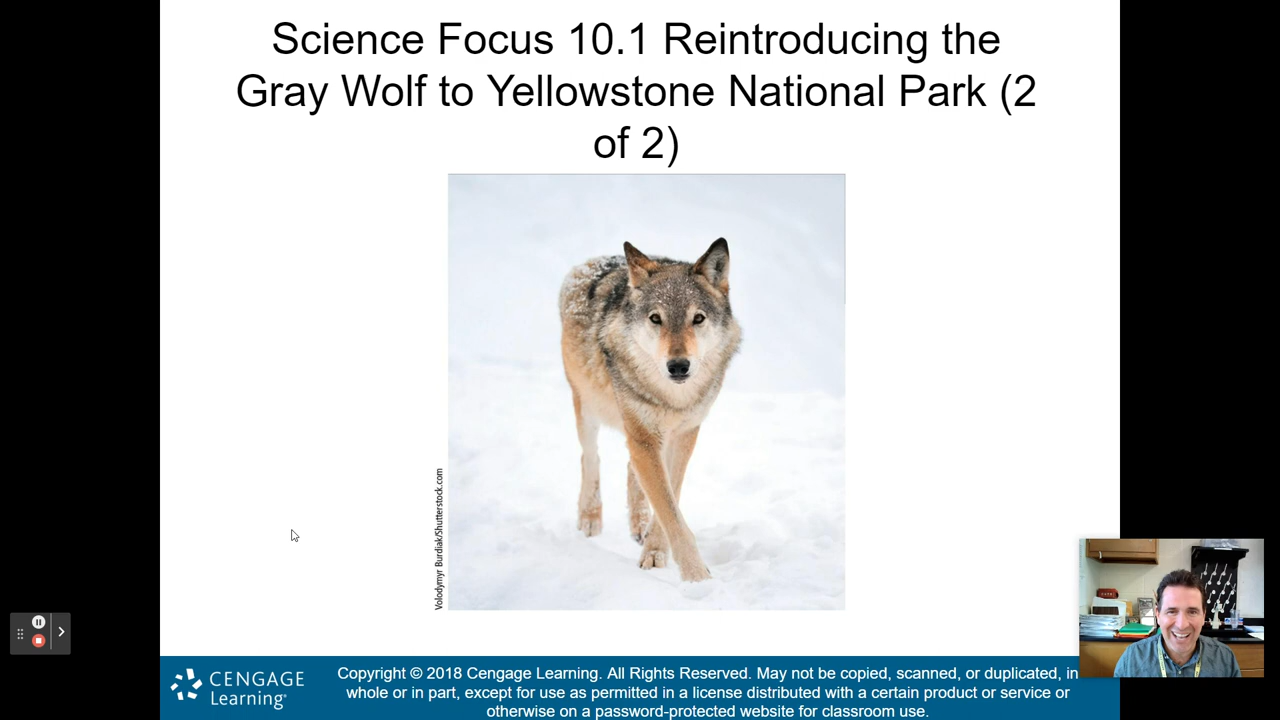 Science Focus 10.1 Reintroducing the
Gray Wolf to Yellowstone National Park (2
of 2)
Volodymyr Burdiak/Shutterstock.com
CENGAGE
Learning
Copyright © 2018 Cengage Learning. All Rights Reserved. May not be copied, scanned, or duplicated, in
whole or in part, except for use as permitted in a license distributed with a certain product or service or
otherwise on a password-protected website for classroom use.